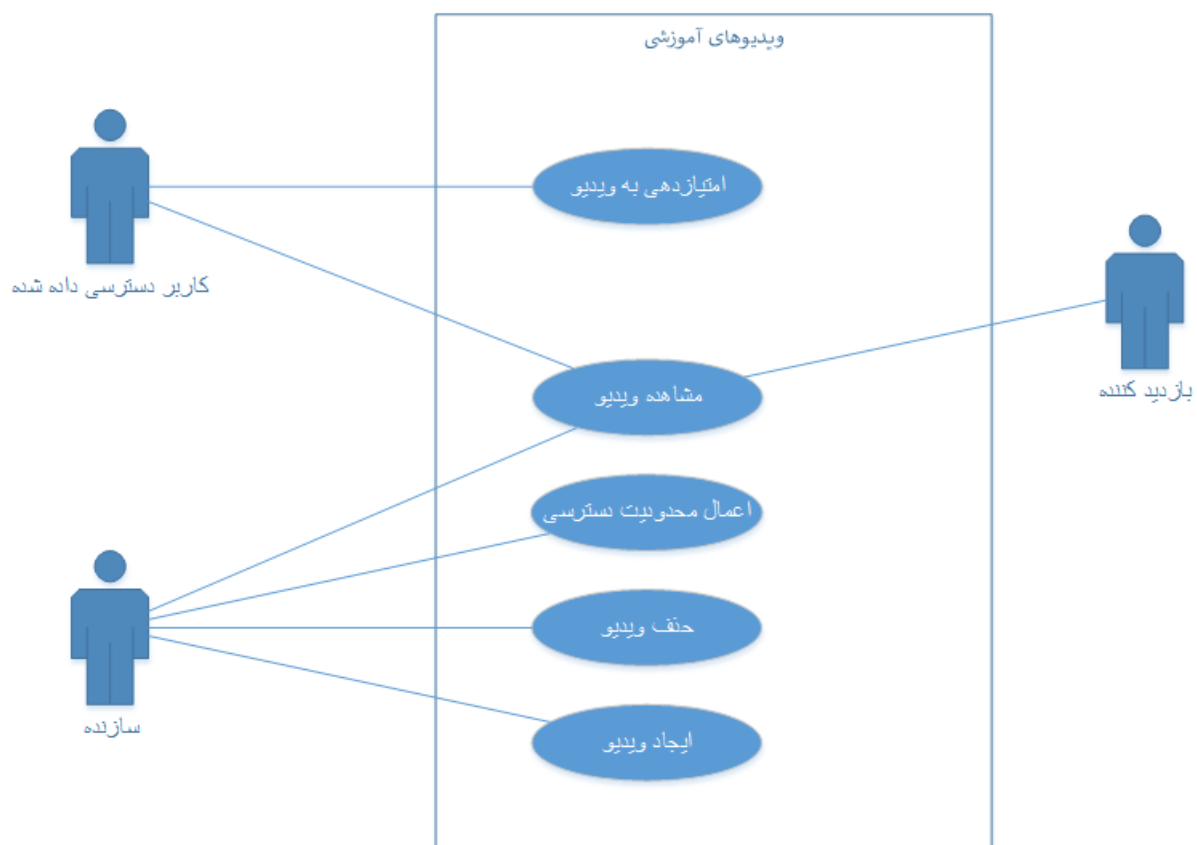 ویدیوهای آموزشی
امتیازدهی به ویدیو
کاربر دسترسی داده شده
مشاهده ویدیو
بازدید کننده
اعمال محدودیت دسترسی
حذف ویدیو
سازنده
ایجاد ویدیو